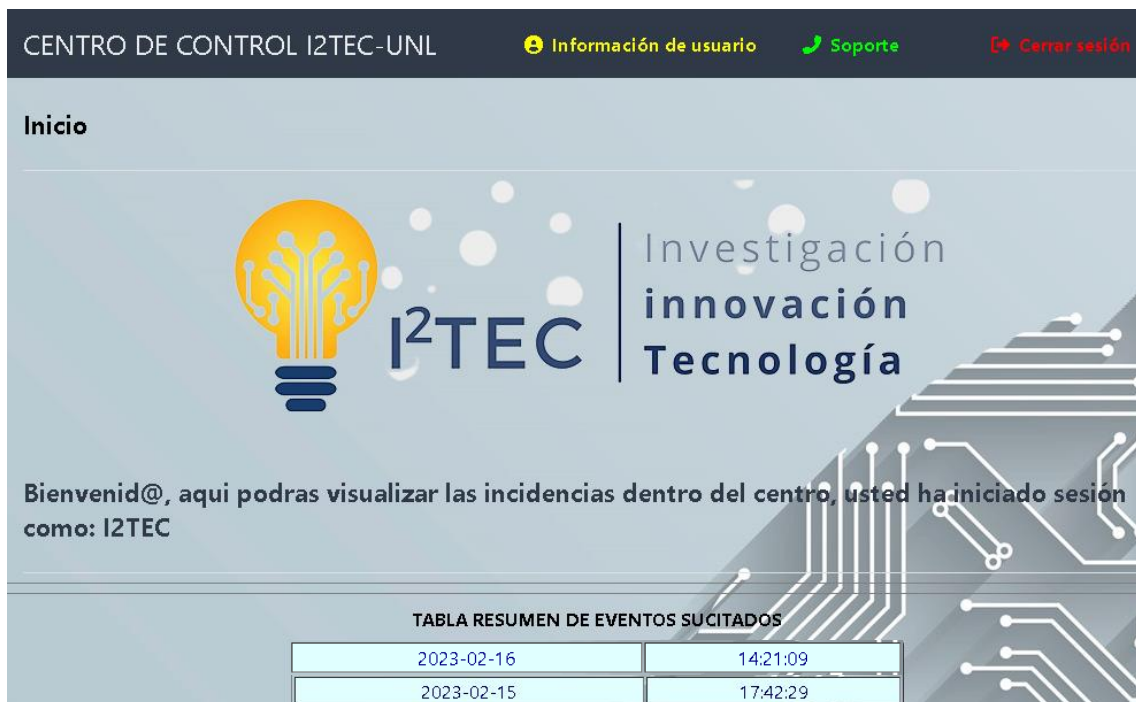 CENTRO DE CONTROL I2TEC-UNL Información de usuario Soporte Cerrar sesión
Inicio
I²TEC
Investigación
innovación
Tecnología
Bienvenid@, aqui podras visualizar las incidencias dentro del centro, usted ha iniciado sesión
como: I2TEC
TABLA RESUMEN DE EVENTOS SUCITADOS
2023-02-16 14:21:09
2023-02-15 17:42:29